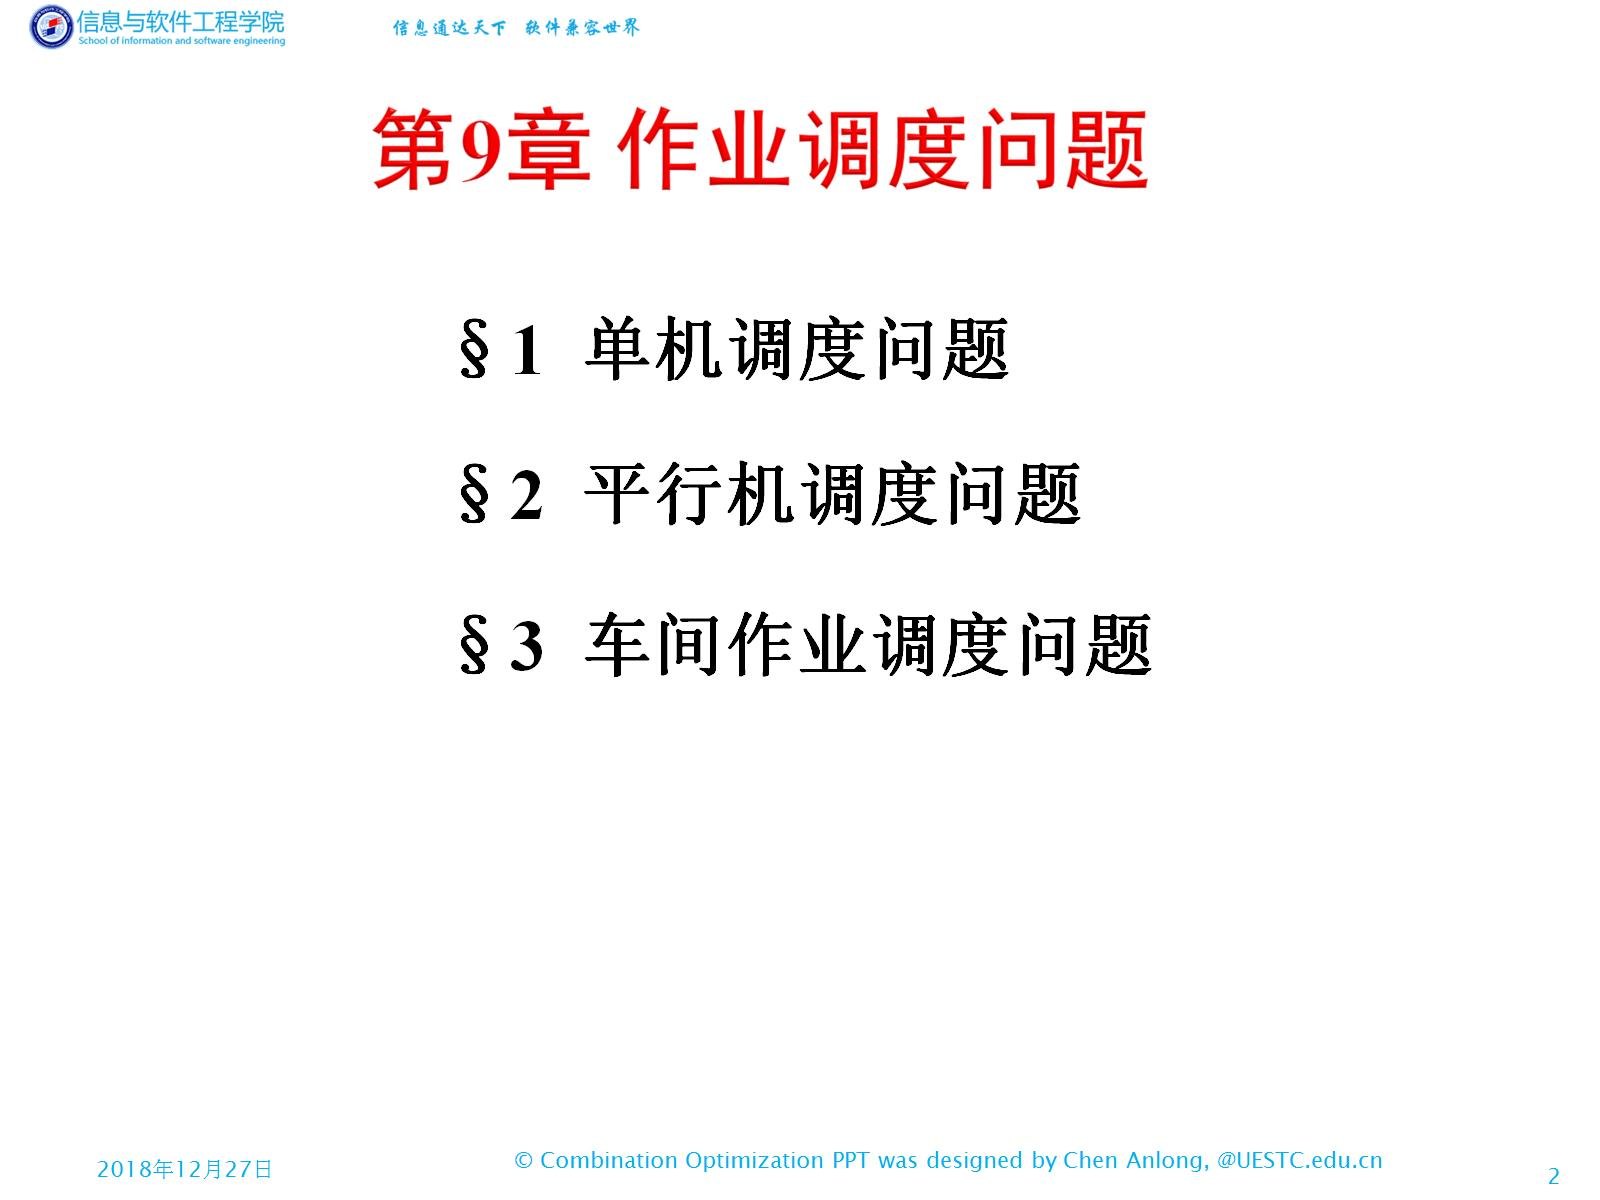 信息与软件工程学院
School of information and software engineering
信息通达天下 软件兼容世界
第9章 作业调度问题
§1 单机调度问题
§2 平行机调度问题
§3 车间作业调度问题
2018年12月27日
© Combination Optimization PPT was designed by Chen Anlong, @UESTC.edu.cn
2